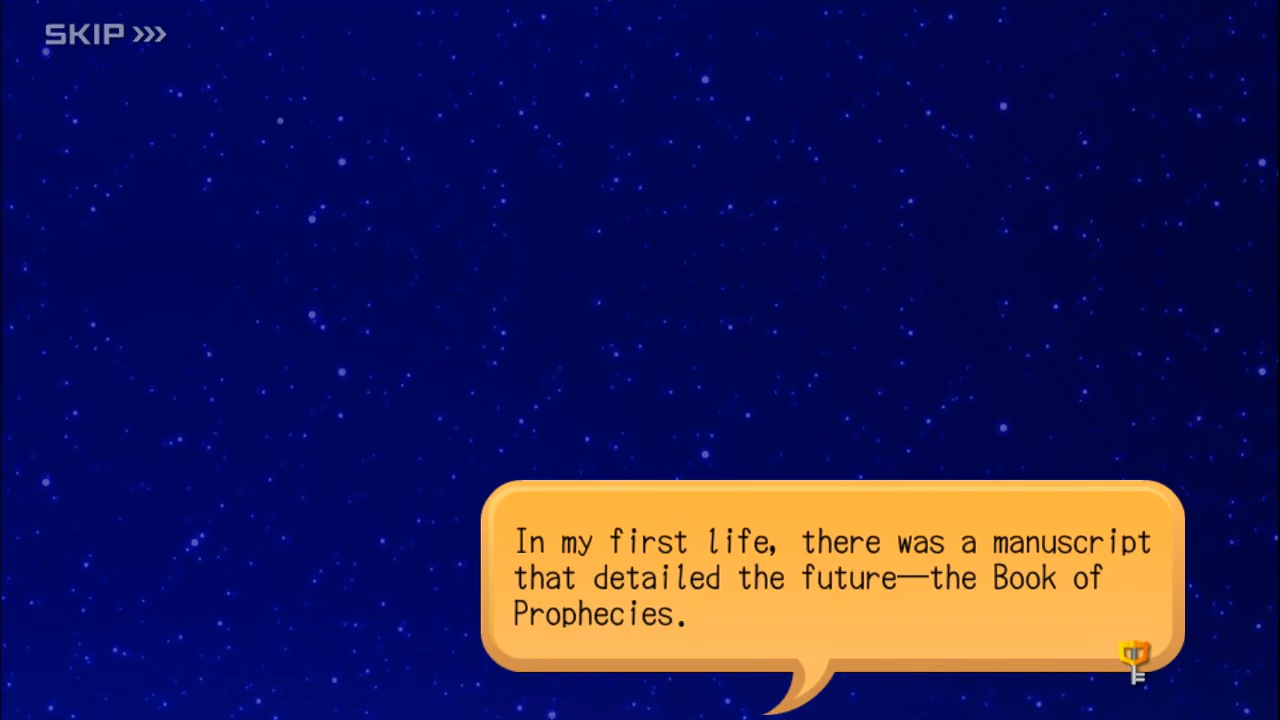 SKIP >>>
In my first life, there was a manuscript
that detailed the future—the Book of
Prophecies.